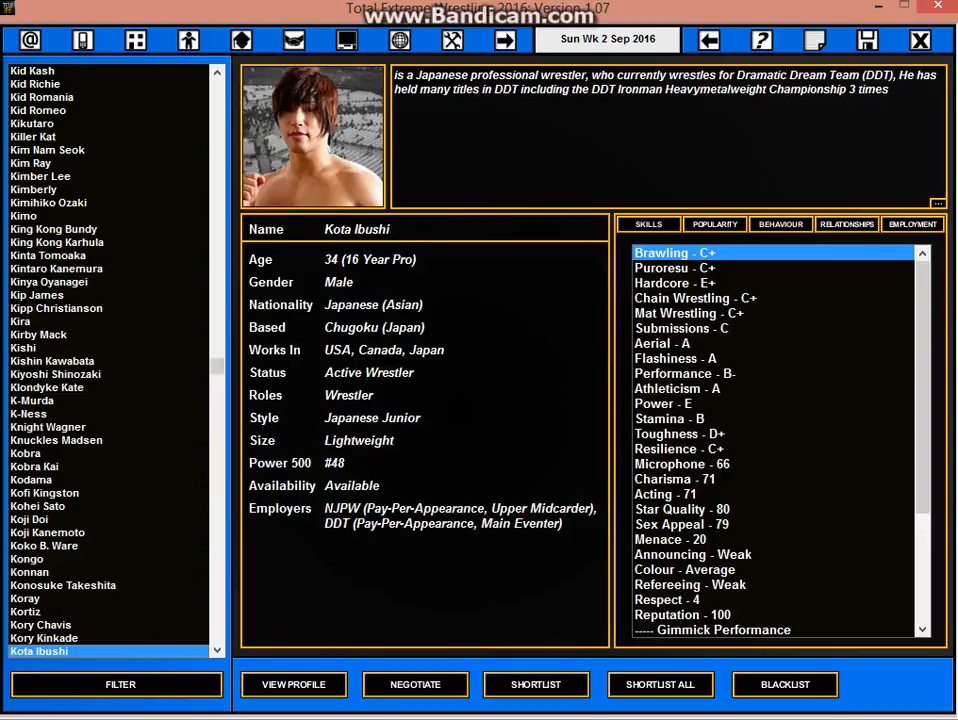 Total Extreme Wrestling 2016: Version 1.07
www.Bandicam.com
Sun Wk 2 Sep 2016
Kid Kash
Kid Richie
Kid Romania
Kid Romeo
Kikutaro
Killer Kat
Kim Nam Seok
Kim Ray
Kimber Lee
Kimberly
Kimihiko Ozaki
Kimo
King Kong Bundy
King Kong Karhula
Kinta Tomoaka
Kintaro Kanemura
Kinya Oyanagei
Kip James
Kipp Christianson
Kira
Kirby Mack
Kishi
Kishin Kawabata
Kiyoshi Shinozaki
Klondyke Kate
K-Murda
K-Ness
Knight Wagner
Knuckles Madsen
Kobra
Kobra Kai
Kodama
Kofi Kingston
Kohei Sato
Koji Doi
Koji Kanemoto
Koko B. Ware
Kongo
Konnan
Konosuke Takeshita
Koray
Kortiz
Kory Chavis
Kory Kinkade
Kota Ibushi
FILTER
is a Japanese professional wrestler, who currently wrestles for Dramatic Dream Team (DDT), He has
held many titles in DDT including the DDT Ironman Heavymetalweight Championship 3 times
...
Name Kota Ibushi
Age 34 (16 Year Pro)
Gender Male
Nationality Japanese (Asian)
Based Chugoku (Japan)
Works In USA, Canada, Japan
Status Active Wrestler
Roles Wrestler
Style Japanese Junior
Size Lightweight
Power 500 #48
Availability Available
Employers NJPW (Pay-Per-Appearance, Upper Midcarder),
DDT (Pay-Per-Appearance, Main Eventer)
SKILLS POPULARITY BEHAVIOUR RELATIONSHIPS EMPLOYMENT
Brawling - C+
Puroresu - C+
Hardcore - E+
Chain Wrestling - C+
Mat Wrestling - C+
Submissions - C
Aerial - A
Flashiness - A
Performance - B-
Athleticism - A
Power - E
Stamina - B
Toughness - D+
Resilience - C+
Microphone - 66
Charisma - 71
Acting - 71
Star Quality - 80
Sex Appeal - 79
Menace - 20
Announcing - Weak
Colour - Average
Refereeing - Weak
Respect - 4
Reputation - 100
----- Gimmick Performance
VIEW PROFILE NEGOTIATE SHORTLIST SHORTLIST ALL BLACKLIST